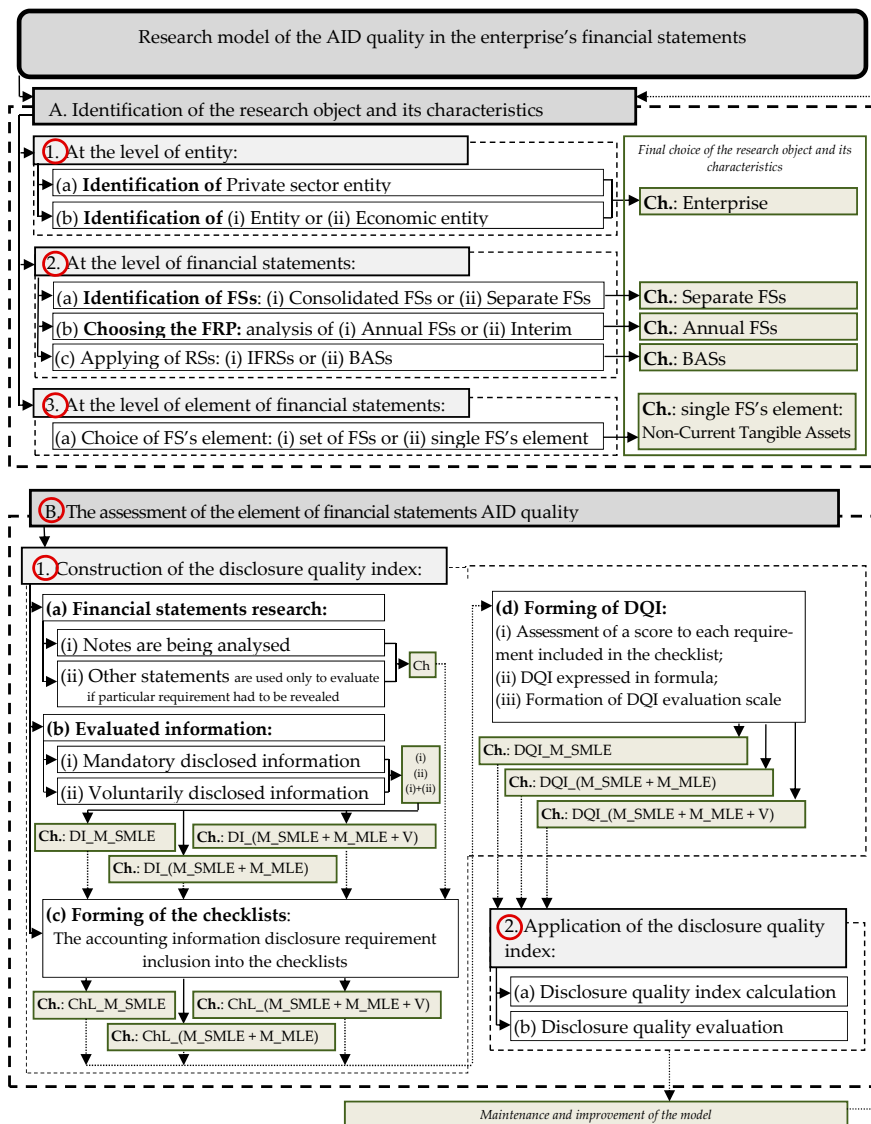 Research model of the AID quality in the enterprise's financial statements
A. Identification of the research object and its characteristics
1. At the level of entity:
(a) Identification of Private sector entity
(b) Identification of (i) Entity or (ii) Economic entity
Final choice of the research object and its
characteristics
Ch.: Enterprise
2. At the level of financial statements:
(a) Identification of FSs: (i) Consolidated FSs or (ii) Separate FSs
Ch.: Separate FSs
(b) Choosing the FRP: analysis of (i) Annual FSs or (ii) Interim
Ch.: Annual FSs
(c) Applying of RSs: (i) IFRSs or (ii) BASs
Ch.: BASs
3. At the level of element of financial statements:
(a) Choice of FS's element: (i) set of FSs or (ii) single FS's element
Ch.: single FS's element:
Non-Current Tangible Assets
B. The assessment of the element of financial statements AID quality
1. Construction of the disclosure quality index:
(a) Financial statements research:
(i) Notes are being analysed
(ii) Other statements are used only to evaluate
if particular requirement had to be revealed
Ch
(b) Evaluated information:
(i) Mandatory disclosed information
(ii) Voluntarily disclosed information
(i)
(ii)
(i)+(ii)
Ch.: DI_M_SMLE
Ch.: DI_(M_SMLE + M_MLE + V)
Ch.: DI_(M_SMLE + M_MLE)
(c) Forming of the checklists:
The accounting information disclosure requirement
inclusion into the checklists
Ch.: ChL_M_SMLE
Ch.: ChL_(M_SMLE + M_MLE + V)
Ch.: ChL_(M_SMLE + M_MLE)
(d) Forming of DQI:
(i) Assessment of a score to each require-
ment included in the checklist;
(ii) DQI expressed in formula;
(iii) Formation of DQI evaluation scale
Ch.: DQI_M_SMLE
Ch.: DQI_(M_SMLE + M_MLE)
Ch.: DQI_(M_SMLE + M_MLE + V)
2. Application of the disclosure quality
index:
(a) Disclosure quality index calculation
(b) Disclosure quality evaluation
Maintenance and improvement of the model